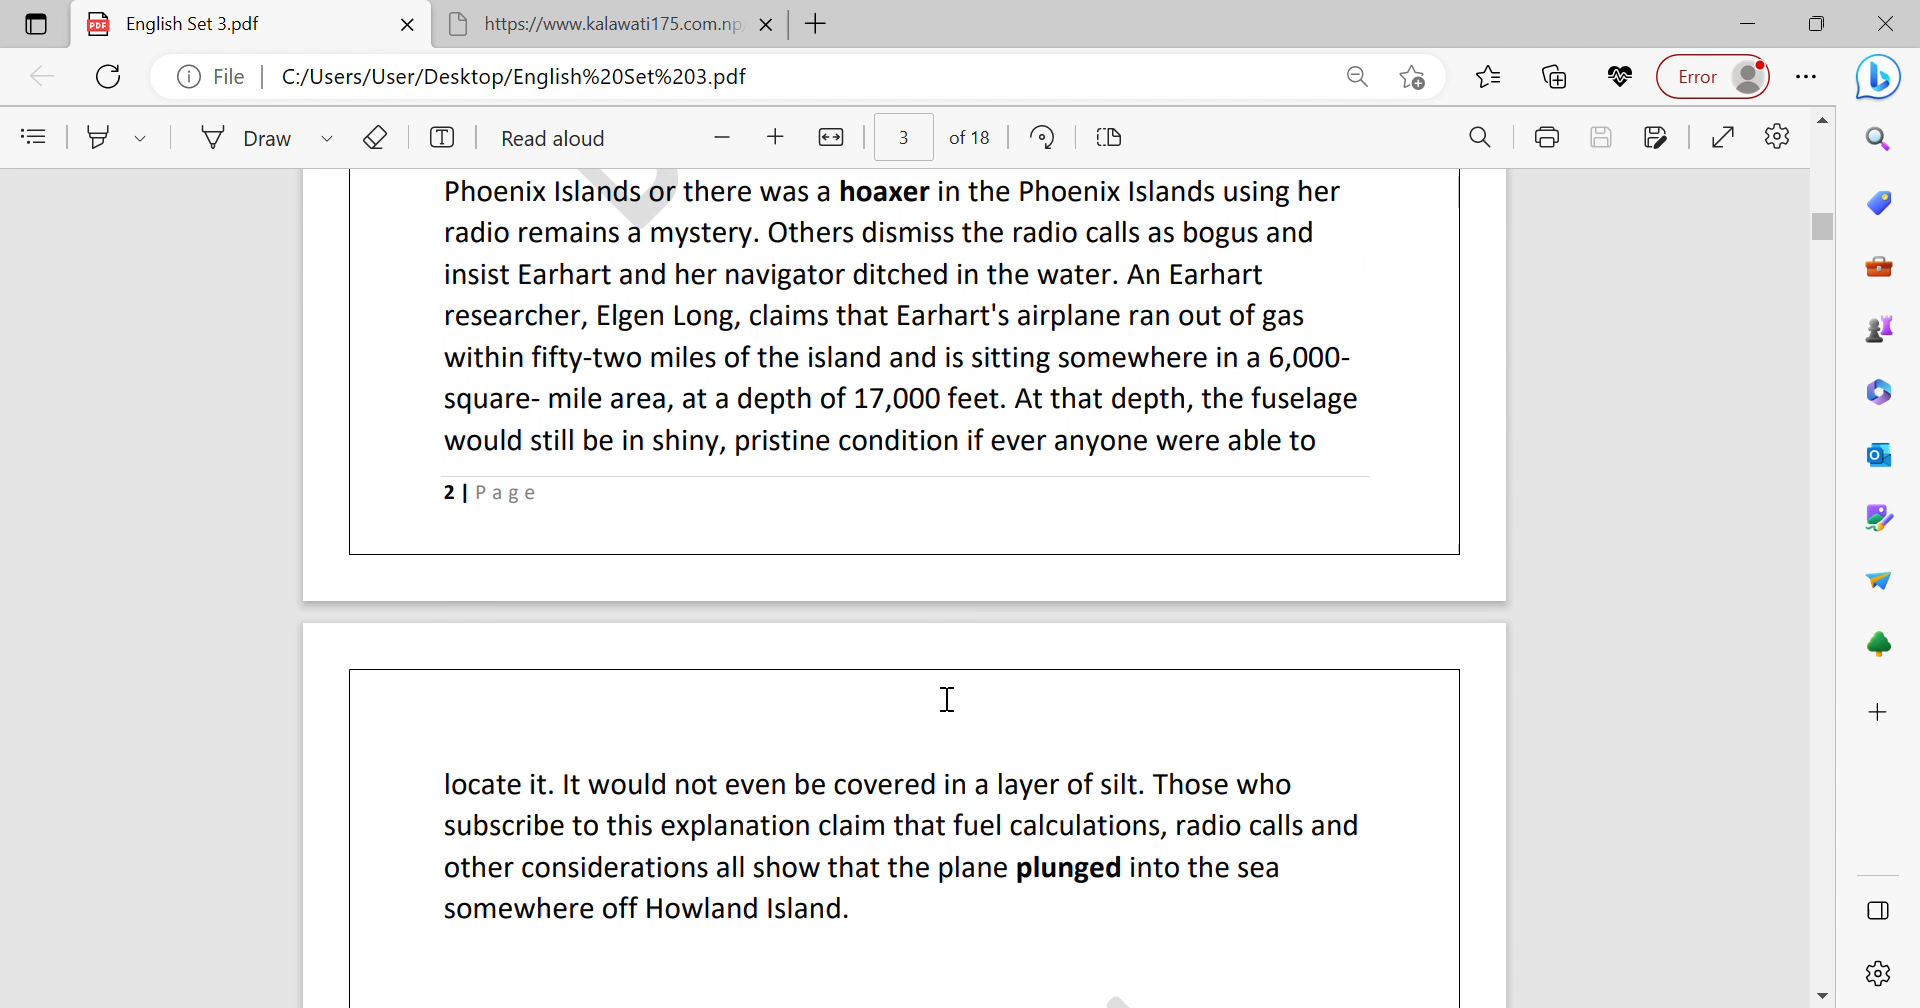 English Set 3.pdf
https://www.kalawati175.com.np/
File
C:/Users/User/Desktop/English%20Set%203.pdf
Error
Draw
Read aloud
3 of 18
Phoenix Islands or there was a hoaxer in the Phoenix Islands using her
radio remains a mystery. Others dismiss the radio calls as bogus and
insist Earhart and her navigator ditched in the water. An Earhart
researcher, Elgen Long, claims that Earhart's airplane ran out of gas
within fifty-two miles of the island and is sitting somewhere in a 6,000-
square- mile area, at a depth of 17,000 feet. At that depth, the fuselage
would still be in shiny, pristine condition if ever anyone were able to
2 | Page
locate it. It would not even be covered in a layer of silt. Those who
subscribe to this explanation claim that fuel calculations, radio calls and
other considerations all show that the plane plunged into the sea
somewhere off Howland Island.